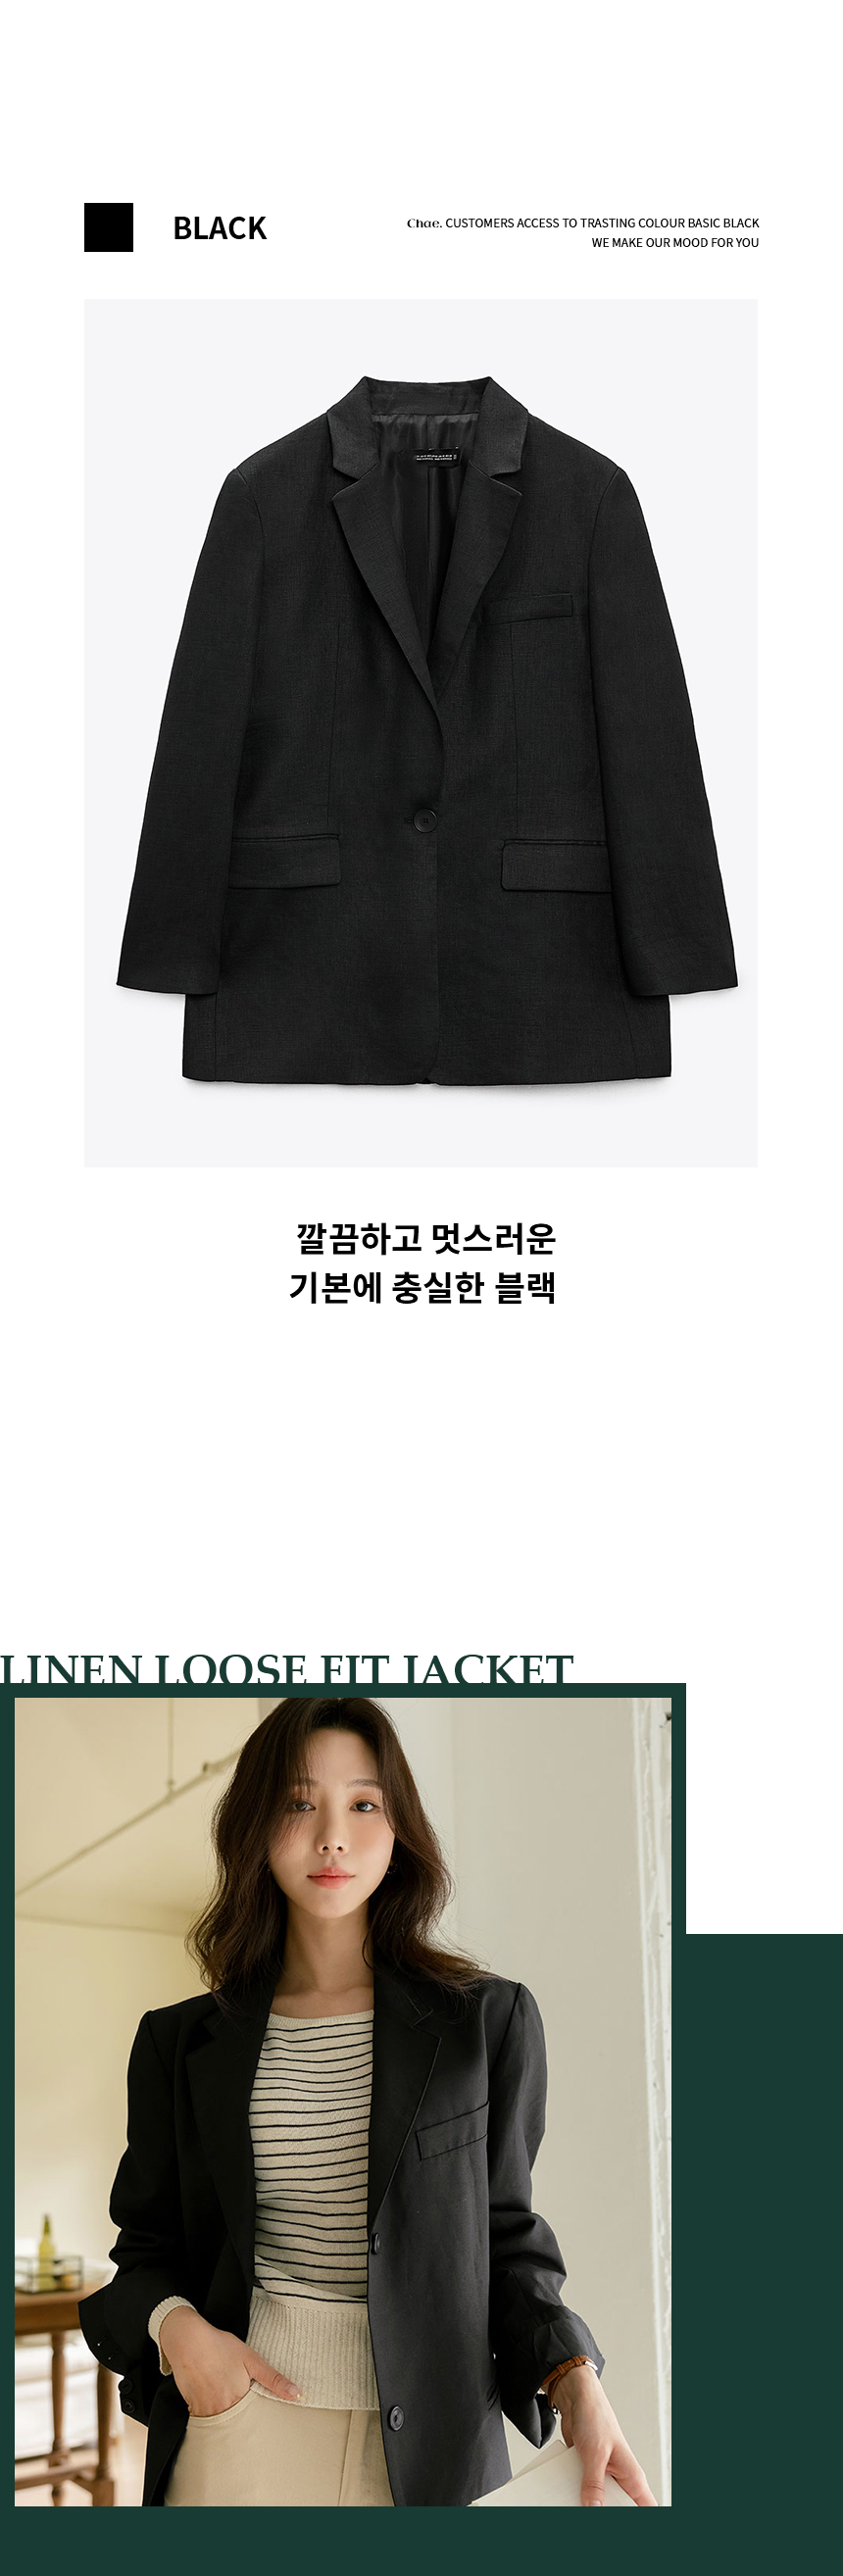 BLACK
Chae. CUSTOMERS ACCESS TO TRASTING COLOUR BASIC BLACK
WE MAKE OUR MOOD FOR YOU
깔끔하고 멋스러운
기본에 충실한 블랙
LINEN LOOSE FIT JACKET